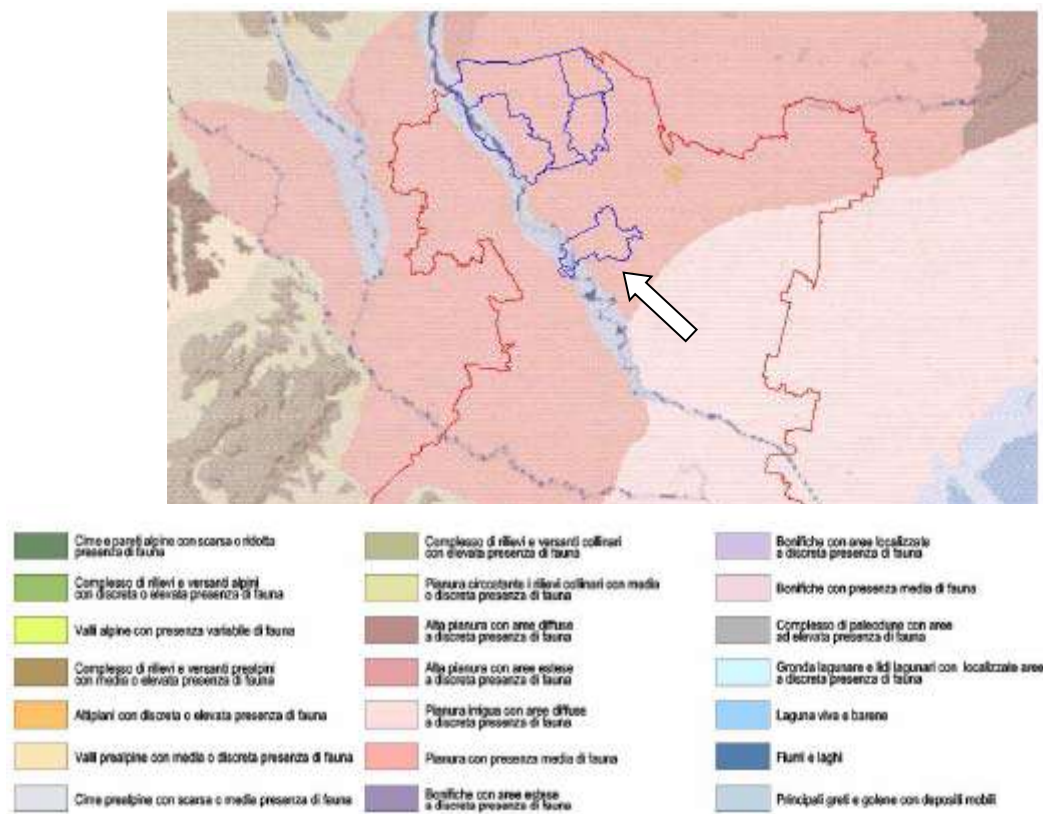 Cime e pareti alpine con scarsa o ridotta
presenza di fauna
Complesso di rilievi e versanti alpini
con discreta o elevata presenza di fauna
Valli alpine con presenza variabile di fauna
Complesso di rilievi e versanti prealpini
con media o elevata presenza di fauna
Altipiani con discreta o elevata presenza di fauna
Valli prealpine con media o discreta presenza di fauna
Cime prealpine con scarsa o media presenza di fauna
Complesso di rilievi e versanti collinari
con elevata presenza di fauna
Pianura circostante i rilievi collinari con media
o discreta presenza di fauna
Alta pianura con aree diffuse
a discreta presenza di fauna
Alta pianura con aree estese
a discreta presenza di fauna
Pianura irrigua con aree diffuse
a discreta presenza di fauna
Pianura con presenza media di fauna
Bonifiche con aree estese
a discreta presenza di fauna
Bonifiche con aree localizzate
a discreta presenza di fauna
Bonifiche con presenza media di fauna
Complesso di paleodune con aree
ad elevata presenza di fauna
Gronda lagunare e lidi lagunari con localizzate aree
a discreta presenza di fauna
Laguna viva e barene
Fiumi e laghi
Principali greti e golene con depositi mobili